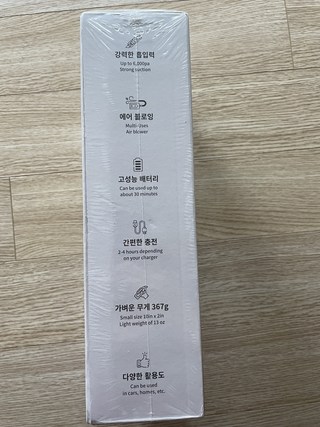 강력한 흡입력
Up to 6,000pa
Strong suction
에어 블로잉
Multi-Uses
Air blower
고성능 배터리
Can be used up to
about 30 minutes
간편한 충전
2-4 hours depending
on your charger
가벼운 무게 367g
Small size 10in x 2in
Light weight of 13 oz
다양한 활용도
Can be used
in cars, homes, etc.